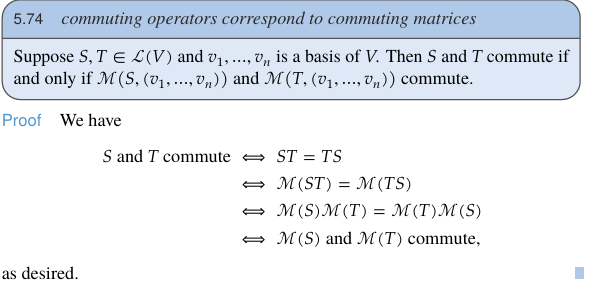 5.74 commuting operators correspond to commuting matrices
Suppose S, T ∈ ℒ(V) and v₁, ..., vₙ is a basis of V. Then S and T commute if
and only if ℳ(S, (v₁, ..., vₙ)) and ℳ(T, (v₁, ..., vₙ)) commute.
Proof We have
S and T commute ⟺ ST = TS
⟺ ℳ(ST) = ℳ(TS)
⟺ ℳ(S)ℳ(T) = ℳ(T)ℳ(S)
⟺ ℳ(S) and ℳ(T) commute,
as desired.